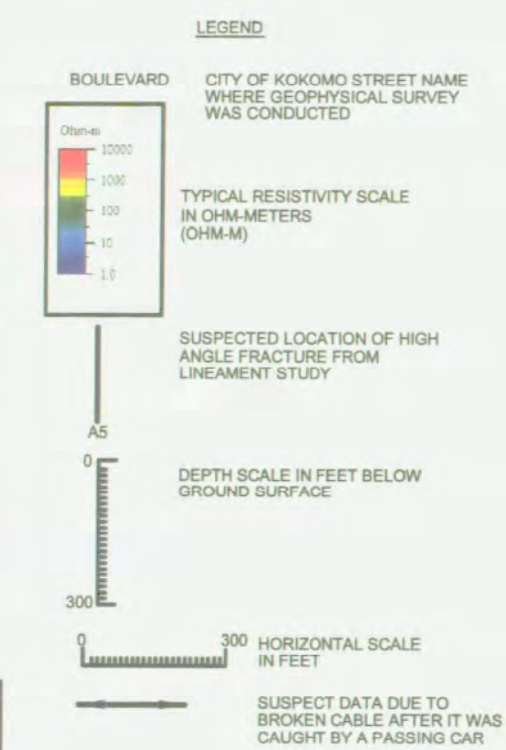 LEGEND
BOULEVARD
CITY OF KOKOMO STREET NAME
WHERE GEOPHYSICAL SURVEY
WAS CONDUCTED
Ohm-m
10000
1000
100
10
1.0
TYPICAL RESISTIVITY SCALE
IN OHM-METERS
(OHM-M)
SUSPECTED LOCATION OF HIGH
ANGLE FRACTURE FROM
LINEAMENT STUDY
A5
0
300
DEPTH SCALE IN FEET BELOW
GROUND SURFACE
0
300
HORIZONTAL SCALE
IN FEET
SUSPECT DATA DUE TO
BROKEN CABLE AFTER IT WAS
CAUGHT BY A PASSING CAR